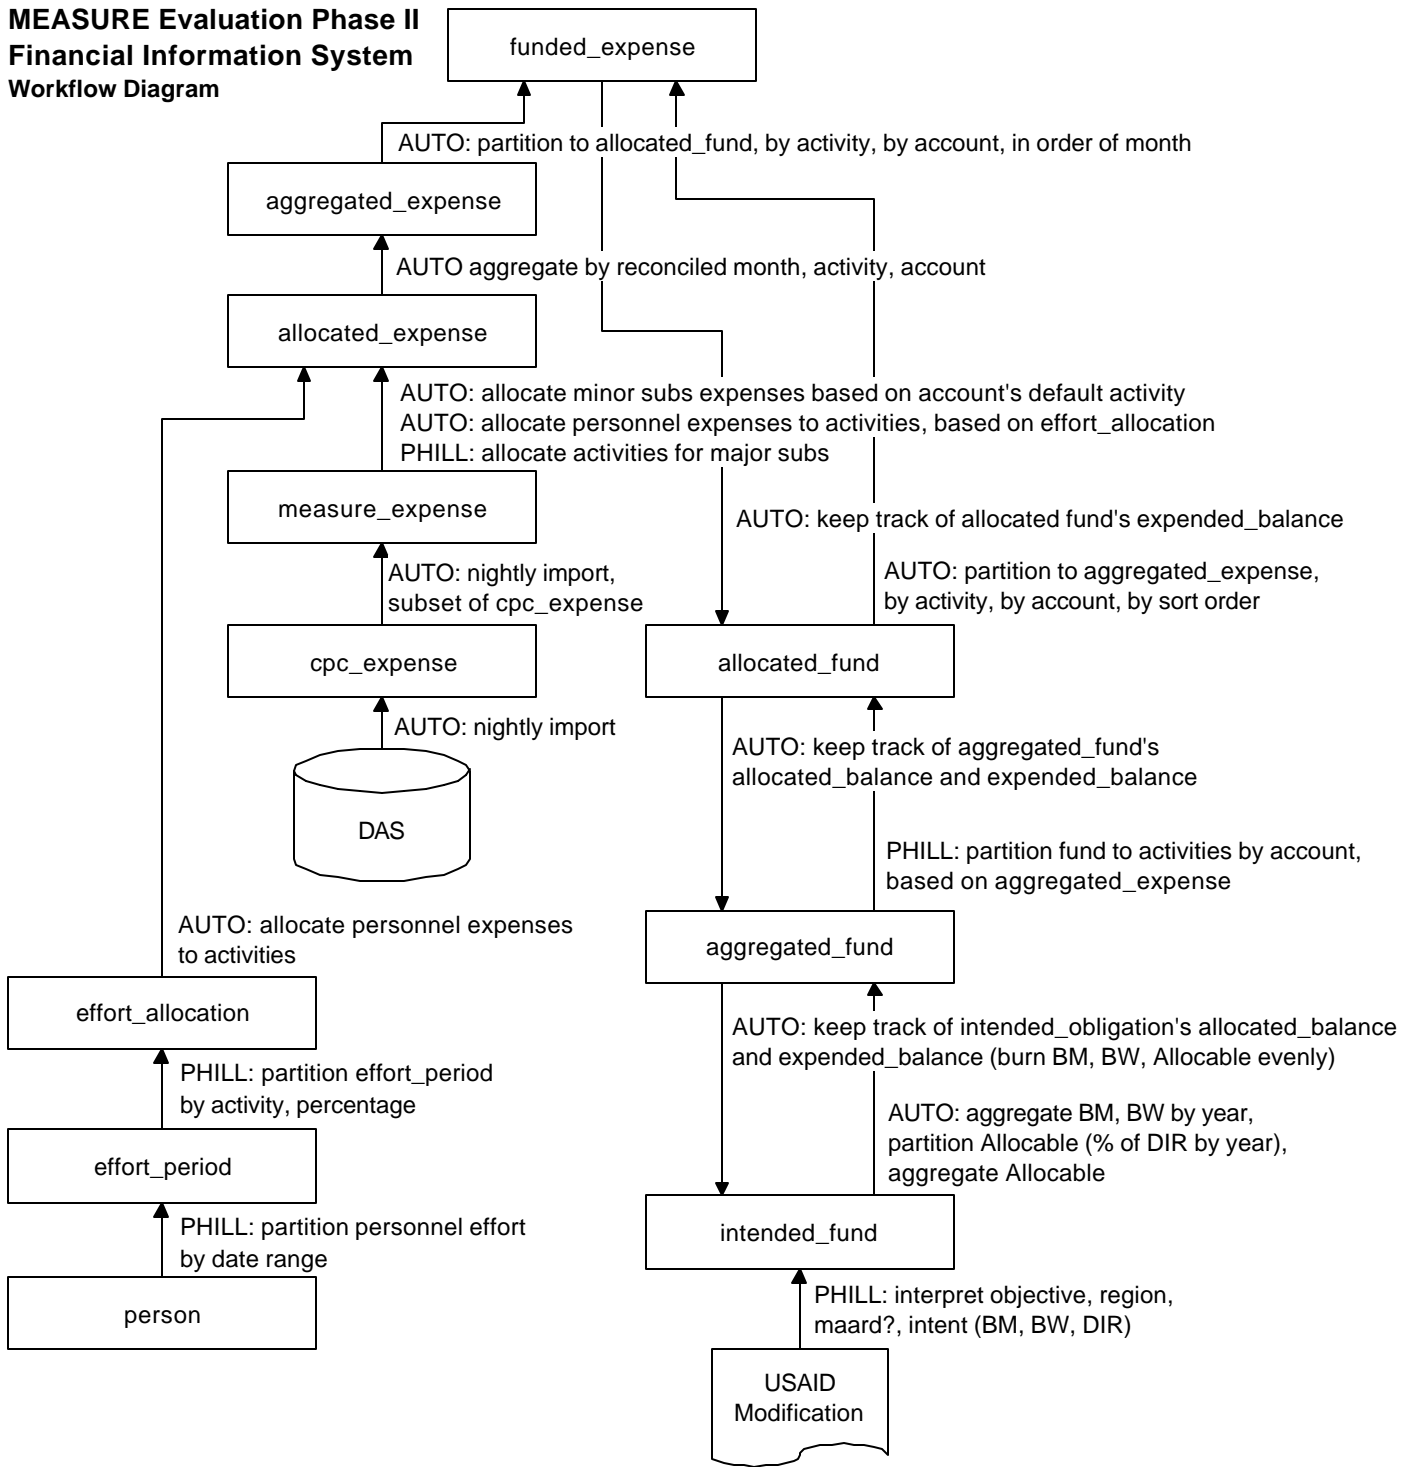 MEASURE Evaluation Phase II
Financial Information System
Workflow Diagram
funded_expense
AUTO: partition to allocated_fund, by activity, by account, in order of month
aggregated_expense
AUTO aggregate by reconciled month, activity, account
allocated_expense
AUTO: allocate minor subs expenses based on account's default activity
AUTO: allocate personnel expenses to activities, based on effort_allocation
PHILL: allocate activities for major subs
measure_expense
AUTO: keep track of allocated fund's expended_balance
AUTO: nightly import,
subset of cpc_expense
AUTO: partition to aggregated_expense,
by activity, by account, by sort order
cpc_expense
allocated_fund
AUTO: nightly import
AUTO: keep track of aggregated_fund's
allocated_balance and expended_balance
DAS
PHILL: partition fund to activities by account,
based on aggregated_expense
AUTO: allocate personnel expenses
to activities
aggregated_fund
effort_allocation
AUTO: keep track of intended_obligation's allocated_balance
and expended_balance (burn BM, BW, Allocable evenly)
PHILL: partition effort_period
by activity, percentage
AUTO: aggregate BM, BW by year,
partition Allocable (% of DIR by year),
aggregate Allocable
effort_period
intended_fund
PHILL: partition personnel effort
by date range
person
PHILL: interpret objective, region,
maard?, intent (BM, BW, DIR)
USAID
Modification